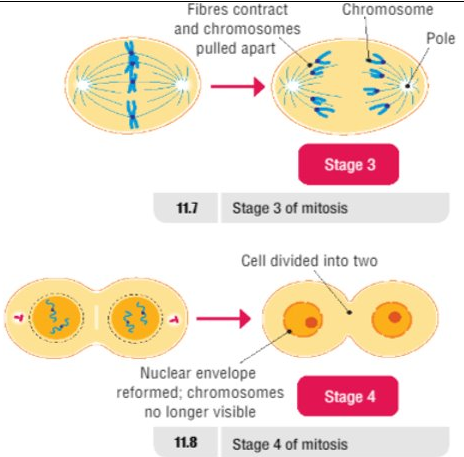 Fibres contract
and chromosomes
pulled apart
Chromosome
Pole
Stage 3
11.7 Stage 3 of mitosis
Cell divided into two
Nuclear envelope
reformed; chromosomes
no longer visible
Stage 4
11.8 Stage 4 of mitosis